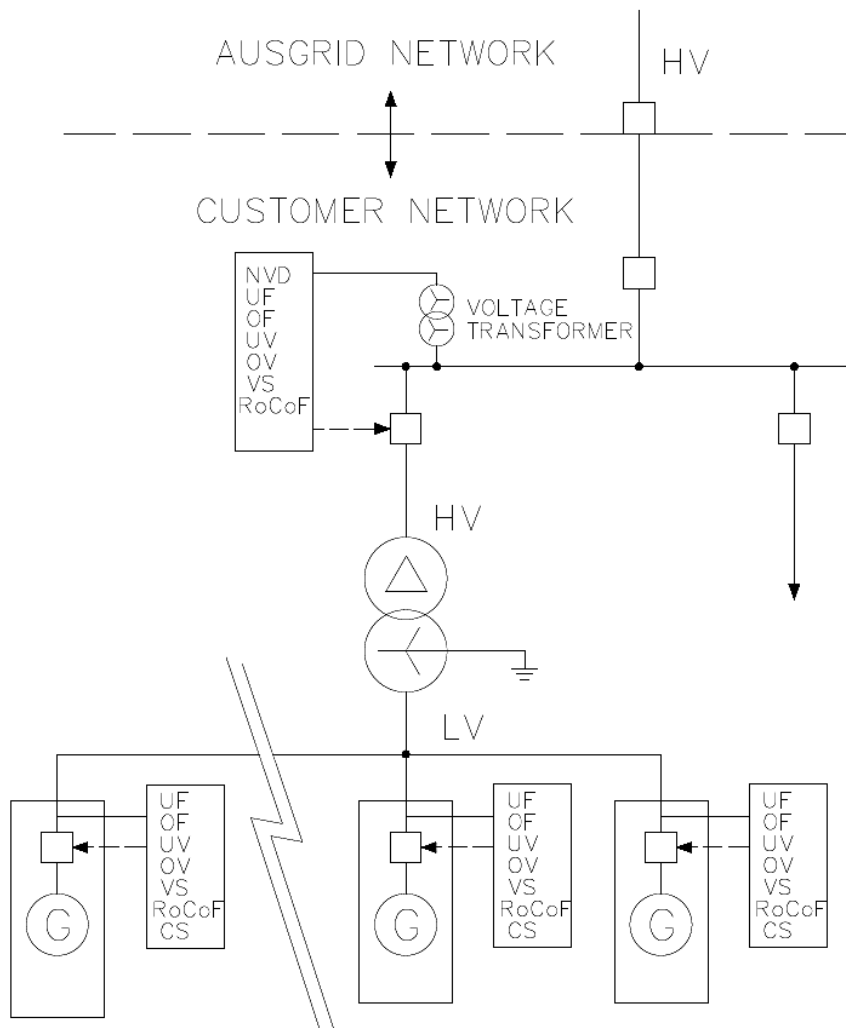 AUSGRID NETWORK
HV
CUSTOMER NETWORK
NVD
UF
OF
UV
OV
VS
RoCoF
VOLTAGE
TRANSFORMER
HV
LV
UF
OF
UV
OV
VS
RoCoF
CS
G
UF
OF
UV
OV
VS
RoCoF
CS
G
UF
OF
UV
OV
VS
RoCoF
CS
G